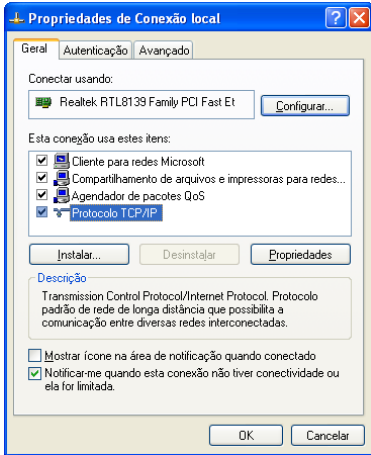 Propriedades de Conexão local
Geral Autenticação Avançado
Conectar usando:
Realtek RTL8139 Family PCI Fast Et
Configurar...
Esta conexão usa estes itens:
Cliente para redes Microsoft
Compartilhamento de arquivos e impressoras para redes...
Agendador de pacotes QoS
Protocolo TCP/IP
Instalar... Desinstalar Propriedades
Descrição
Transmission Control Protocol/Internet Protocol. Protocolo
padrão de rede de longa distância que possibilita a
comunicação entre diversas redes interconectadas.
Mostrar ícone na área de notificação quando conectado
Notificar-me quando esta conexão não tiver conectividade ou
ela for limitada.
OK Cancelar